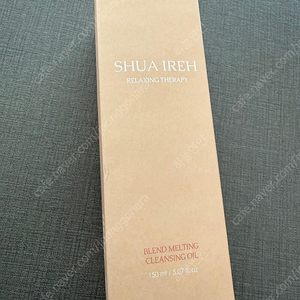 SHUA IREH
RELAXING THERAPY
BLEND MELTING
CLEANSING OIL
150 ml / 5.07 fl.oz